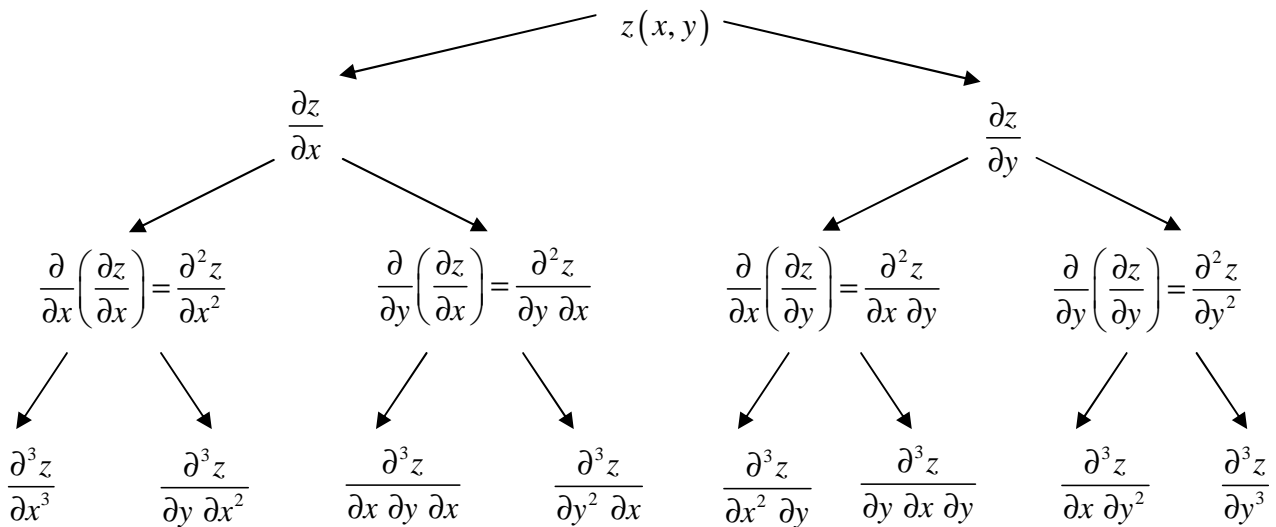 z(x, y)
∂z/∂x
∂z/∂y
∂/∂x(∂z/∂x) = ∂²z/∂x²
∂/∂y(∂z/∂x) = ∂²z/∂y ∂x
∂/∂x(∂z/∂y) = ∂²z/∂x ∂y
∂/∂y(∂z/∂y) = ∂²z/∂y²
∂³z/∂x³
∂³z/∂y ∂x²
∂³z/∂x ∂y ∂x
∂³z/∂y² ∂x
∂³z/∂x² ∂y
∂³z/∂y ∂x ∂y
∂³z/∂x ∂y²
∂³z/∂y³